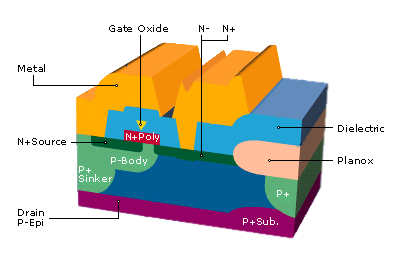 Gate Oxide
N- N+
Metal
N+Poly
Dielectric
N+Source
P-Body
Planox
P+
Sinker
P+
Drain
P-Epi
P+Sub.